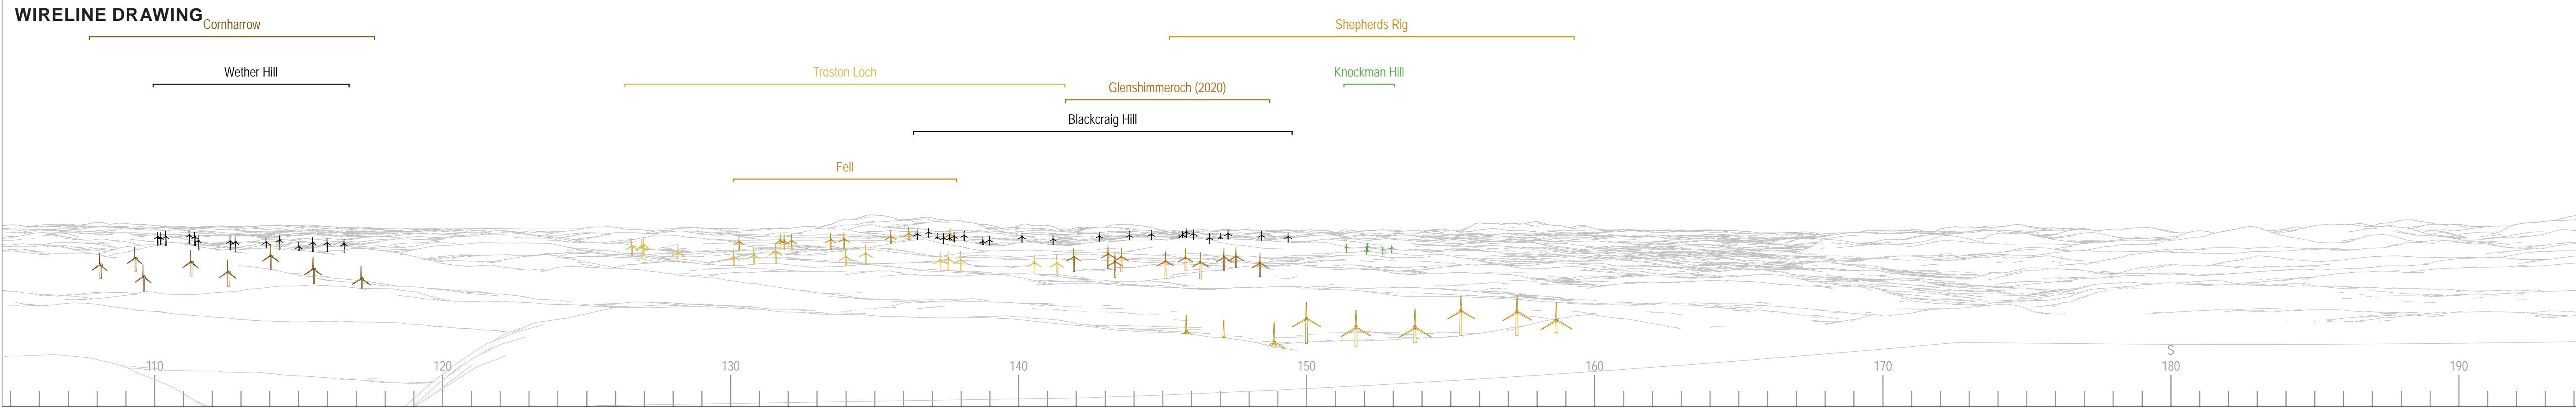 WIRELINE DRAWING
Cornharrow
Shepherds Rig
Wether Hill
Troston Loch
Knockman Hill
Glenshimmeroch (2020)
Blackcraig Hill
Fell
S
110 120 130 140 150 160 170 180 190